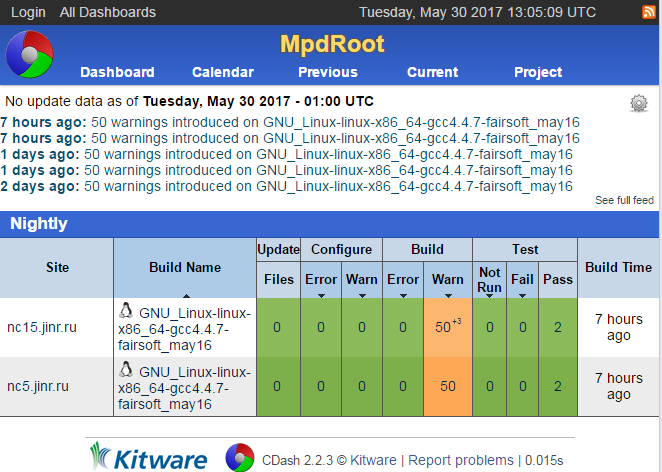 Login All Dashboards Tuesday, May 30 2017 13:05:09 UTC
MpdRoot
Dashboard Calendar Previous Current Project
No update data as of Tuesday, May 30 2017 - 01:00 UTC
7 hours ago: 50 warnings introduced on GNU_Linux-linux-x86_64-gcc4.4.7-fairsoft_may16
7 hours ago: 50 warnings introduced on GNU_Linux-linux-x86_64-gcc4.4.7-fairsoft_may16
1 days ago: 50 warnings introduced on GNU_Linux-linux-x86_64-gcc4.4.7-fairsoft_may16
1 days ago: 50 warnings introduced on GNU_Linux-linux-x86_64-gcc4.4.7-fairsoft_may16
2 days ago: 50 warnings introduced on GNU_Linux-linux-x86_64-gcc4.4.7-fairsoft_may16
See full feed
Nightly
Site Build Name Update Configure Build Test Build Time
Files Error Warn Error Warn Not Run Fail Pass
nc15.jinr.ru GNU_Linux-linux-
x86_64-gcc4.4.7-
fairsoft_may16
0 0 0 0 50+3 0 0 2 7 hours
ago
nc5.jinr.ru GNU_Linux-linux-
x86_64-gcc4.4.7-
fairsoft_may16
0 0 0 0 50 0 0 2 7 hours
ago
Kitware CDash 2.2.3 © Kitware | Report problems | 0.015s